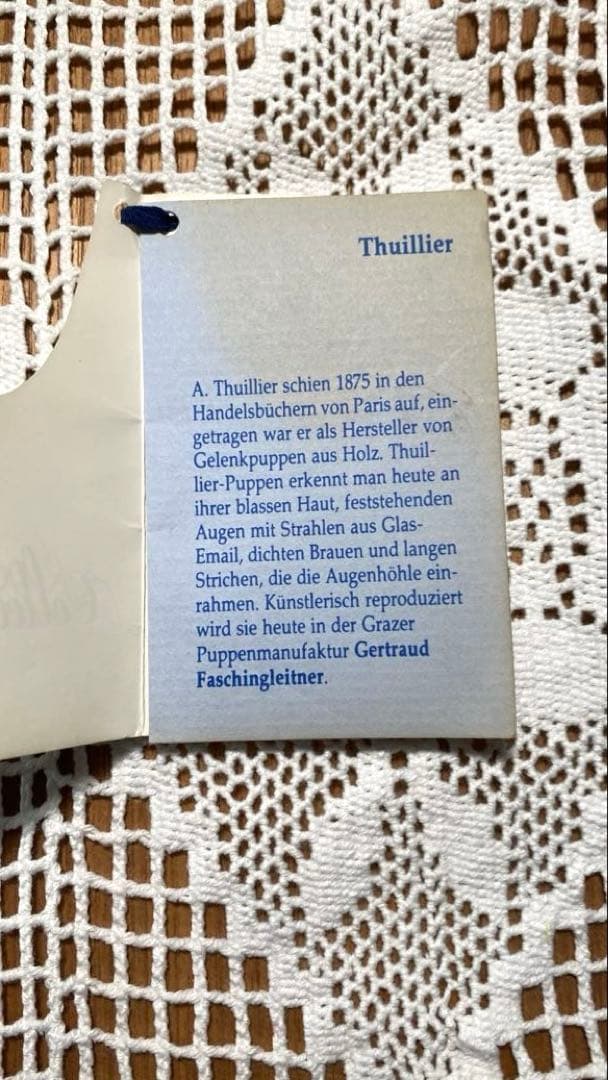 Thuillier
A. Thuillier schien 1875 in den
Handelsbüchern von Paris auf, ein-
getragen war er als Hersteller von
Gelenkpuppen aus Holz. Thuil-
lier-Puppen erkennt man heute an
ihrer blassen Haut, feststehenden
Augen mit Strahlen aus Glas-
Email, dichten Brauen und langen
Strichen, die die Augenhöhle ein-
rahmen. Künstlerisch reproduziert
wird sie heute in der Grazer
Puppenmanufaktur Gertraud
Faschingleitner.